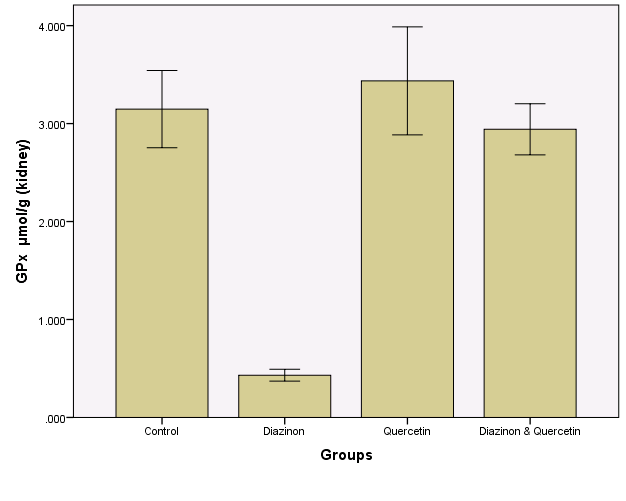 4.000
3.000
2.000
1.000
.000
GPx μmol/g (kidney)
Control
Diazinon
Quercetin
Diazinon & Quercetin
Groups